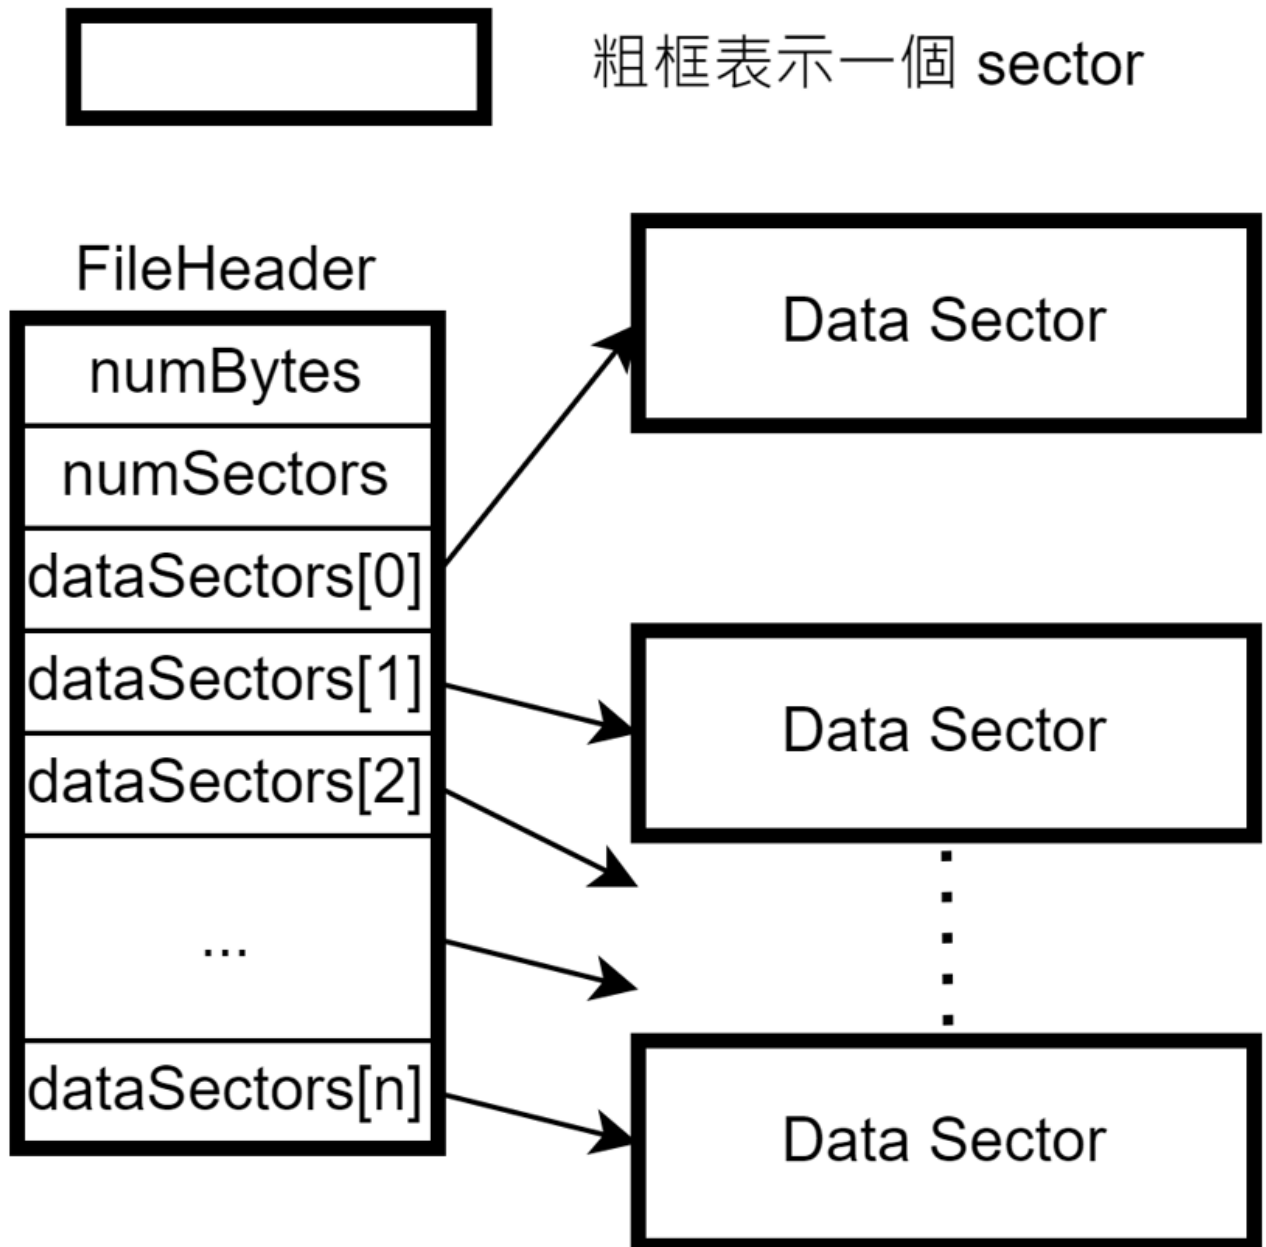 粗框表示一個 sector
FileHeader
numBytes
numSectors
dataSectors[0]
dataSectors[1]
dataSectors[2]
...
dataSectors[n]
Data Sector
Data Sector
Data Sector